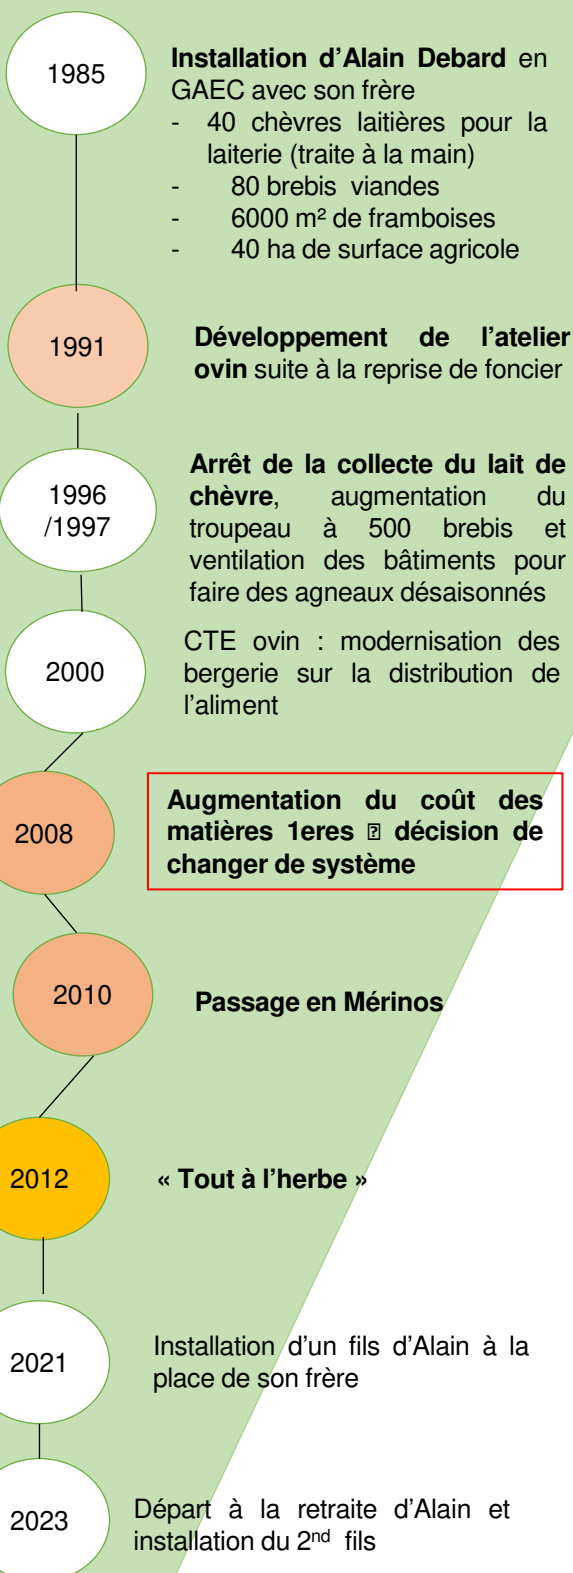 1985
Installation d'Alain Debard en
GAEC avec son frère
- 40 chèvres laitières pour la
laiterie (traite à la main)
- 80 brebis viandes
- 6000 m² de framboises
- 40 ha de surface agricole
1991
Développement de l'atelier
ovin suite à la reprise de foncier
1996
/1997
Arrêt de la collecte du lait de
chèvre, augmentation du
troupeau à 500 brebis et
ventilation des bâtiments pour
faire des agneaux désaisonnés
2000
CTE ovin : modernisation des
bergerie sur la distribution de
l'aliment
2008
Augmentation du coût des
matières 1eres ⍰ décision de
changer de système
2010
Passage en Mérinos
2012
« Tout à l'herbe »
2021
Installation d'un fils d'Alain à la
place de son frère
2023
Départ à la retraite d'Alain et
installation du 2nd fils